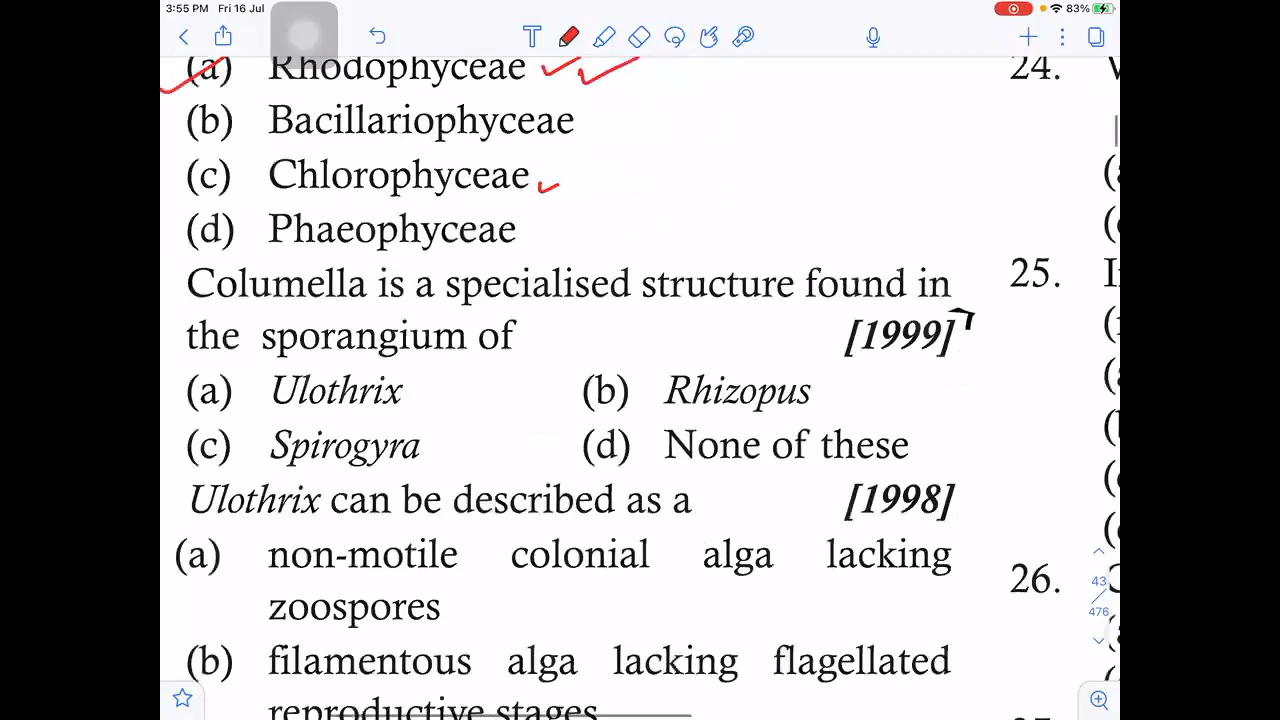 3:55 PM Fri 16 Jul
83%
T
(a) Rhodophyceae
(b) Bacillariophyceae
(c) Chlorophyceae
(d) Phaeophyceae
Columella is a specialised structure found in
the sporangium of [1999]
(a) Ulothrix (b) Rhizopus
(c) Spirogyra (d) None of these
Ulothrix can be described as a [1998]
(a) non-motile colonial alga lacking
zoospores
(b) filamentous alga lacking flagellated
reproductive stages
24.
25.
26.
43
476